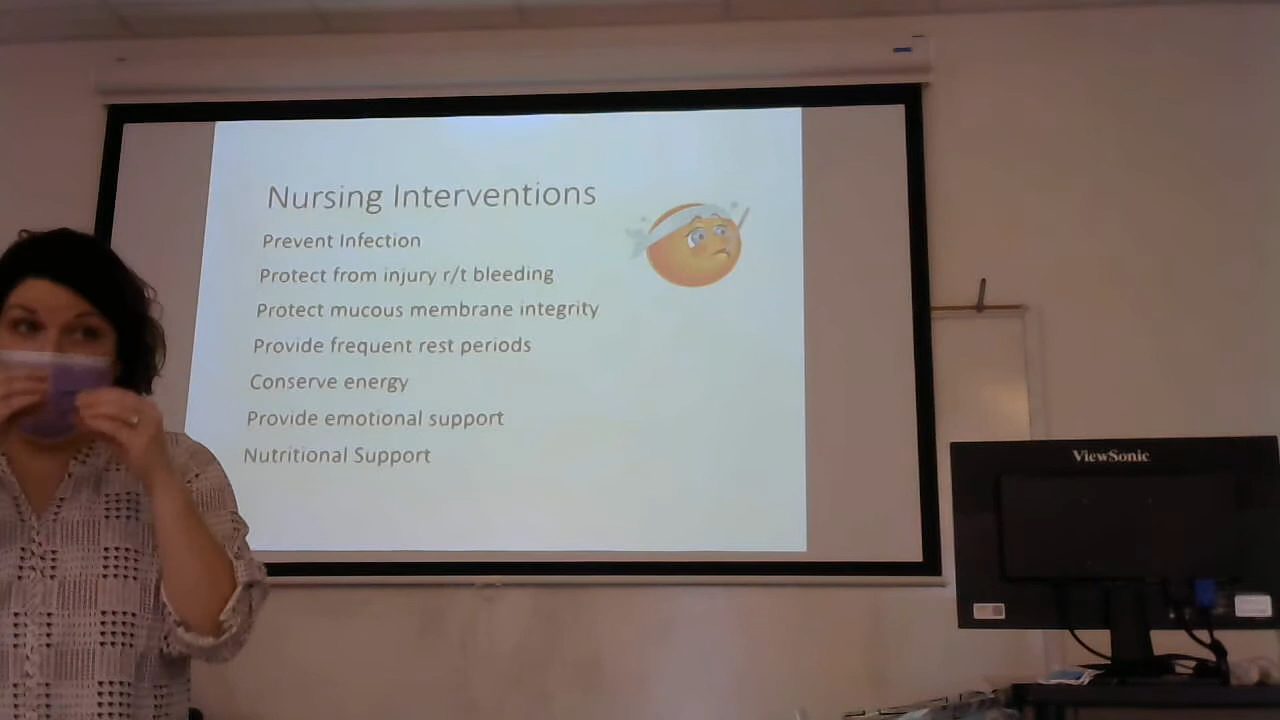 Nursing Interventions
Prevent Infection
Protect from injury r/t bleeding
Protect mucous membrane integrity
Provide frequent rest periods
Conserve energy
Provide emotional support
Nutritional Support
ViewSonic